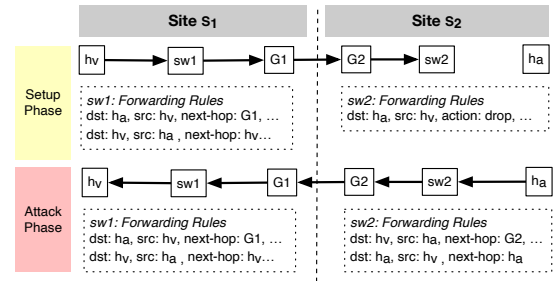 Site S1 Site S2
Setup Phase
hv sw1 G1 G2 sw2 ha
sw1: Forwarding Rules
dst: ha, src: hv, next-hop: G1, ...
dst: hv, src: ha , next-hop: hv...
sw2: Forwarding Rules
dst: ha, src: hv, action: drop, ...
Attack Phase
hv sw1 G1 G2 sw2 ha
sw1: Forwarding Rules
dst: ha, src: hv, next-hop: G1, ...
dst: hv, src: ha , next-hop: hv...
sw2: Forwarding Rules
dst: hv, src: ha, next-hop: G2, ...
dst: ha, src: hv , next-hop: ha